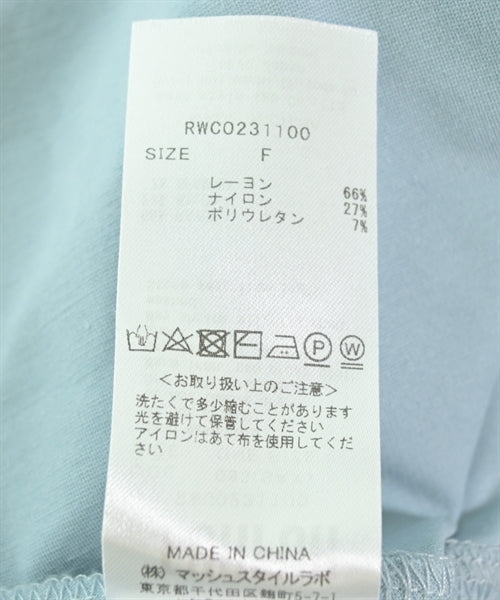 RWC0231100
SIZE F
レーヨン 66%
ナイロン 27%
ポリウレタン 7%
P W
<お取り扱い上のご注意>
洗たくで多少縮むことがあります
光を避けて保管してください
アイロンはあて布を使用してください
MADE IN CHINA
(株) マッシュスタイルラボ
東京都千代田区麹町5-7-1